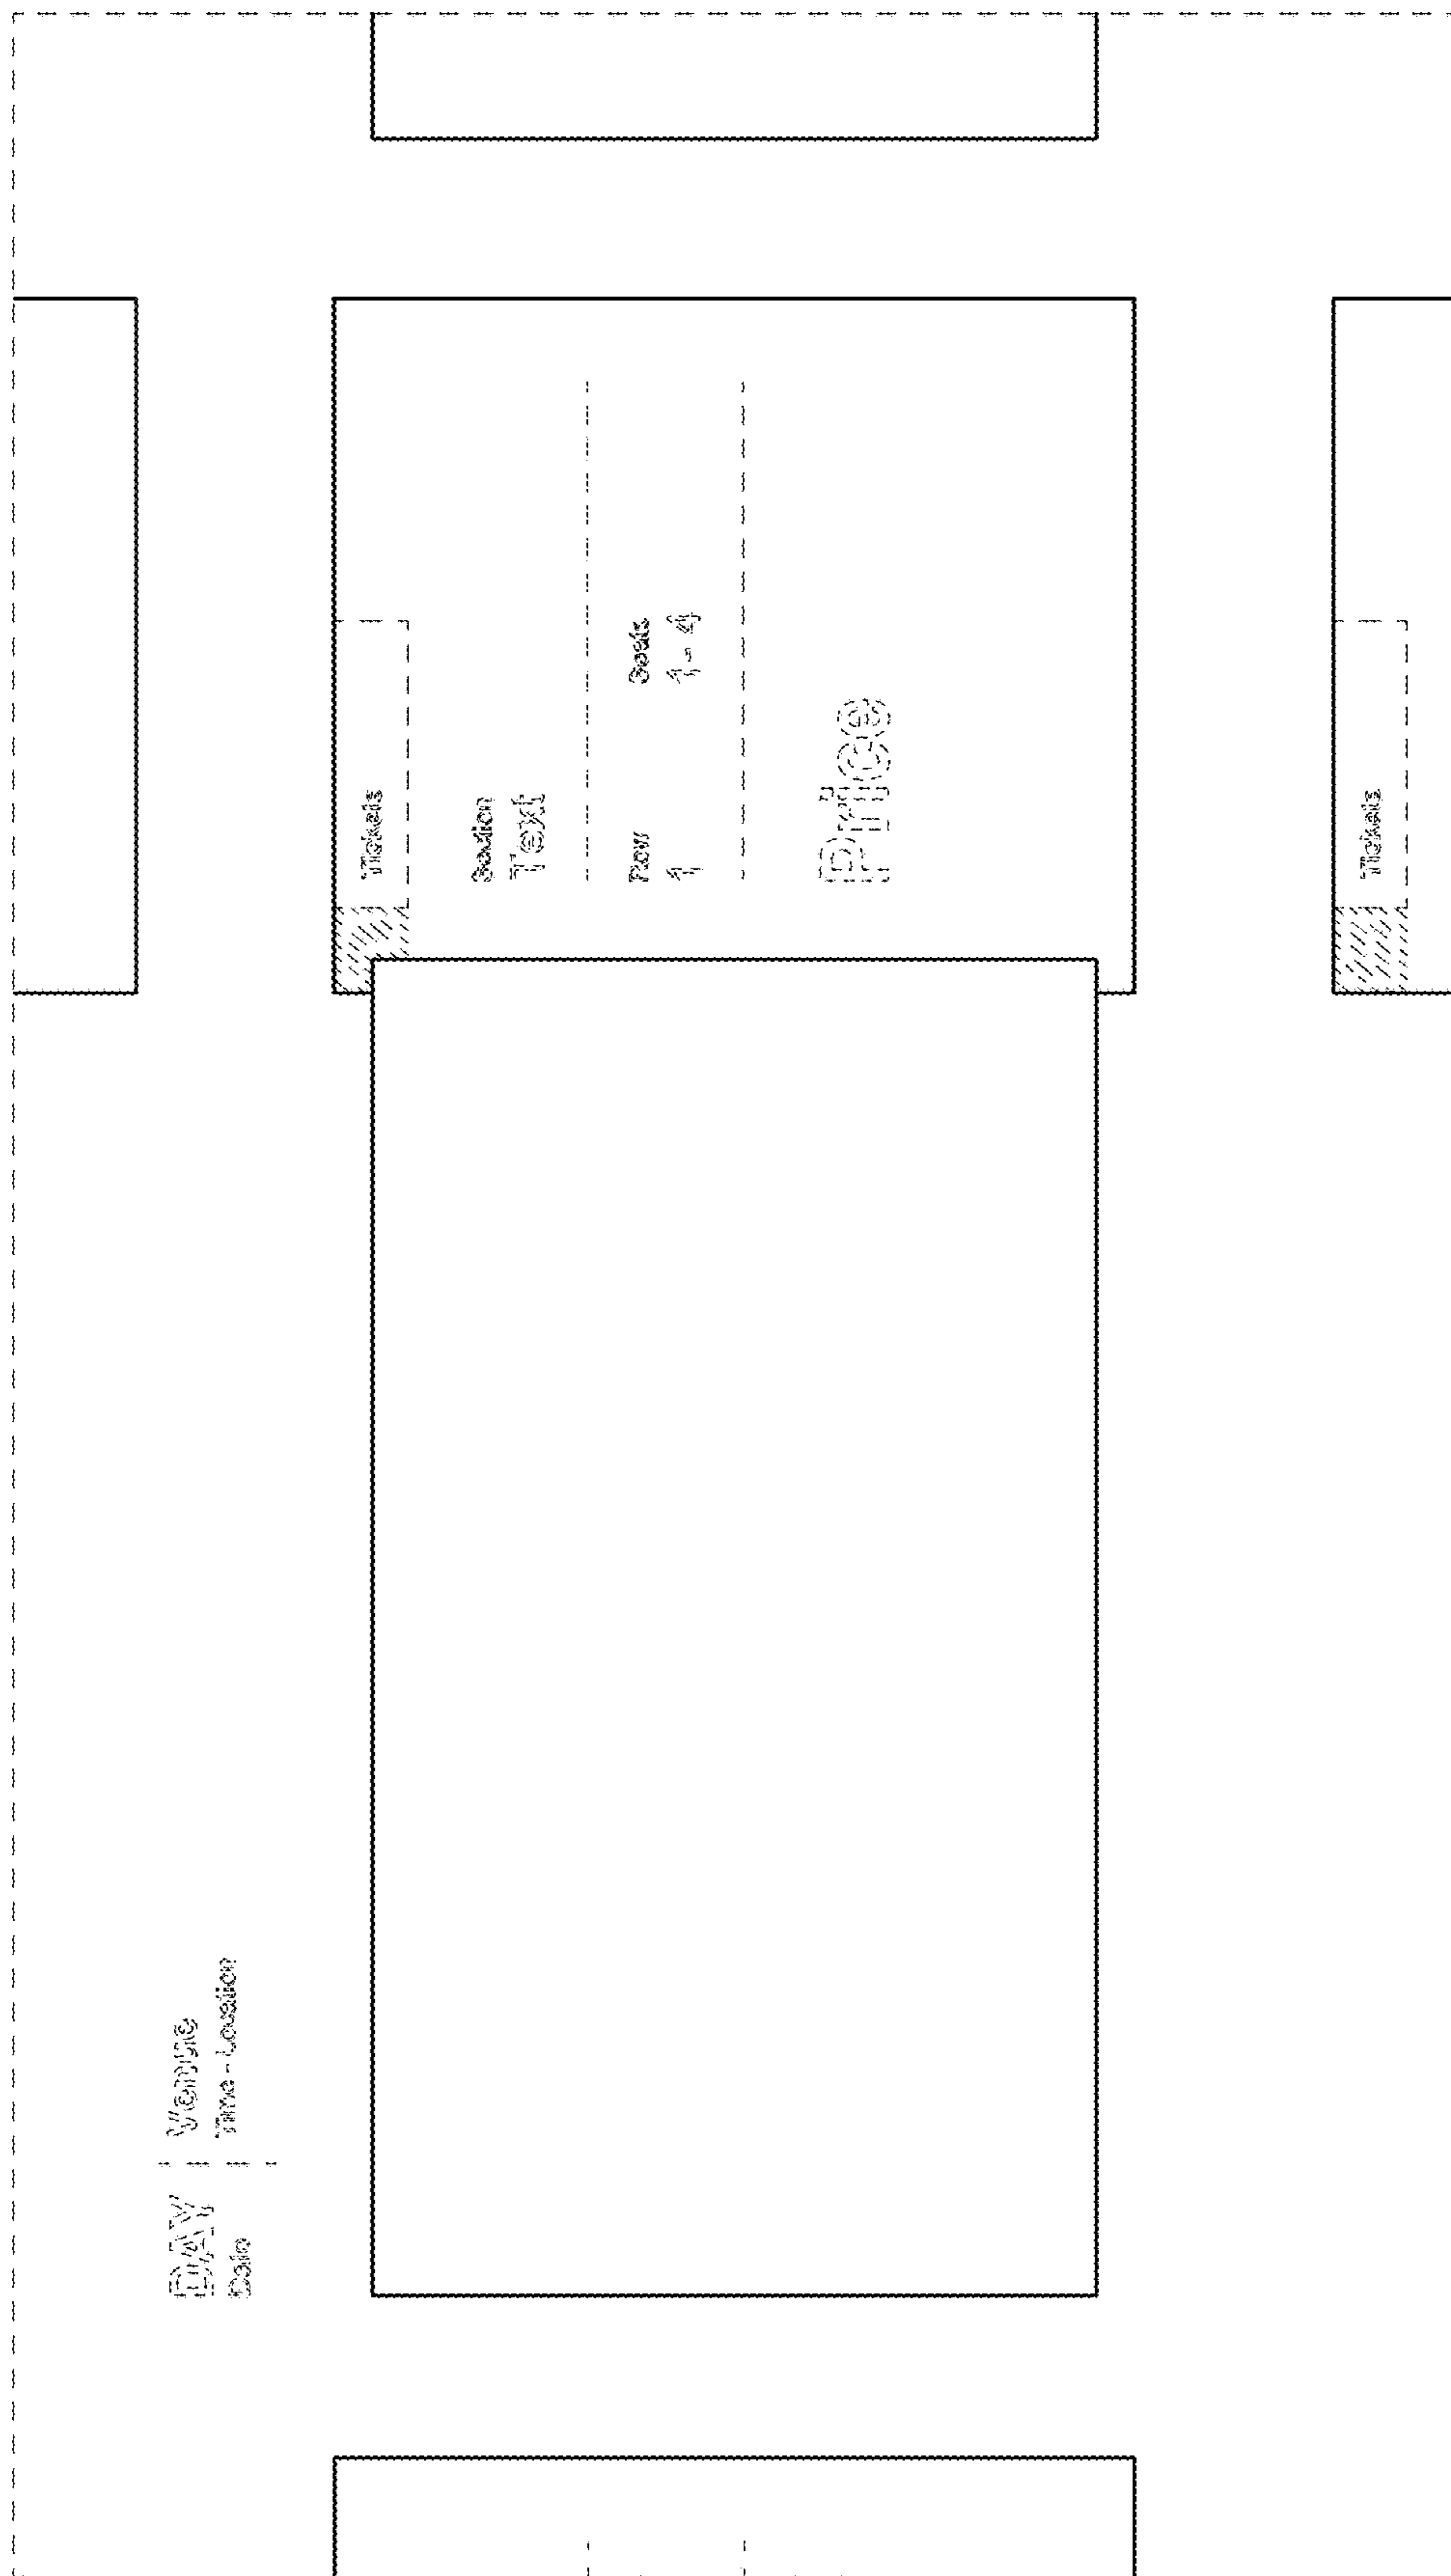 DAY
Date
Venue
Time - Location
Tickets
Section
Text
Row
Seats
1
1 - 4
Price
Tickets